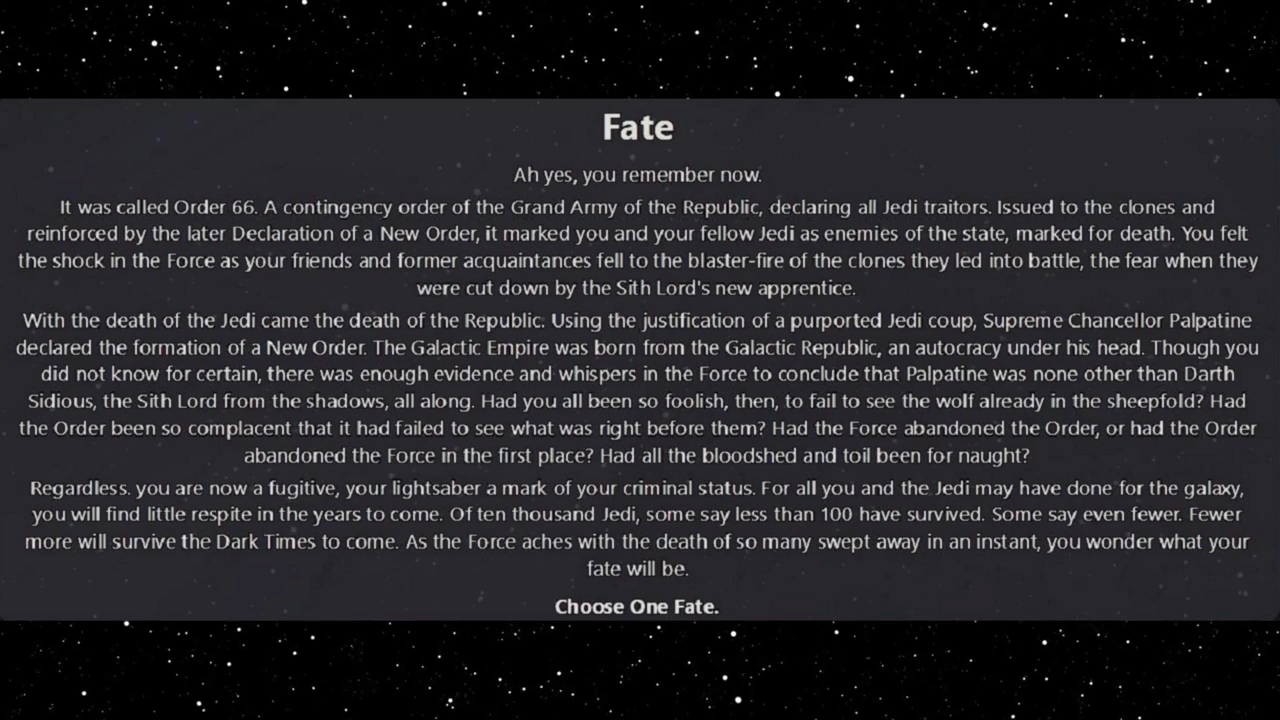 Fate
Ah yes, you remember now.
It was called Order 66. A contingency order of the Grand Army of the Republic, declaring all Jedi traitors. Issued to the clones and
reinforced by the later Declaration of a New Order, it marked you and your fellow Jedi as enemies of the state, marked for death. You felt
the shock in the Force as your friends and former acquaintances fell to the blaster-fire of the clones they led into battle, the fear when they
were cut down by the Sith Lord's new apprentice.
With the death of the Jedi came the death of the Republic. Using the justification of a purported Jedi coup, Supreme Chancellor Palpatine
declared the formation of a New Order. The Galactic Empire was born from the Galactic Republic, an autocracy under his head. Though you
did not know for certain, there was enough evidence and whispers in the Force to conclude that Palpatine was none other than Darth
Sidious, the Sith Lord from the shadows, all along. Had you all been so foolish, then, to fail to see the wolf already in the sheepfold? Had
the Order been so complacent that it had failed to see what was right before them? Had the Force abandoned the Order, or had the Order
abandoned the Force in the first place? Had all the bloodshed and toil been for naught?
Regardless. you are now a fugitive, your lightsaber a mark of your criminal status. For all you and the Jedi may have done for the galaxy,
you will find little respite in the years to come. Of ten thousand Jedi, some say less than 100 have survived. Some say even fewer. Fewer
more will survive the Dark Times to come. As the Force aches with the death of so many swept away in an instant, you wonder what your
fate will be.
Choose One Fate.